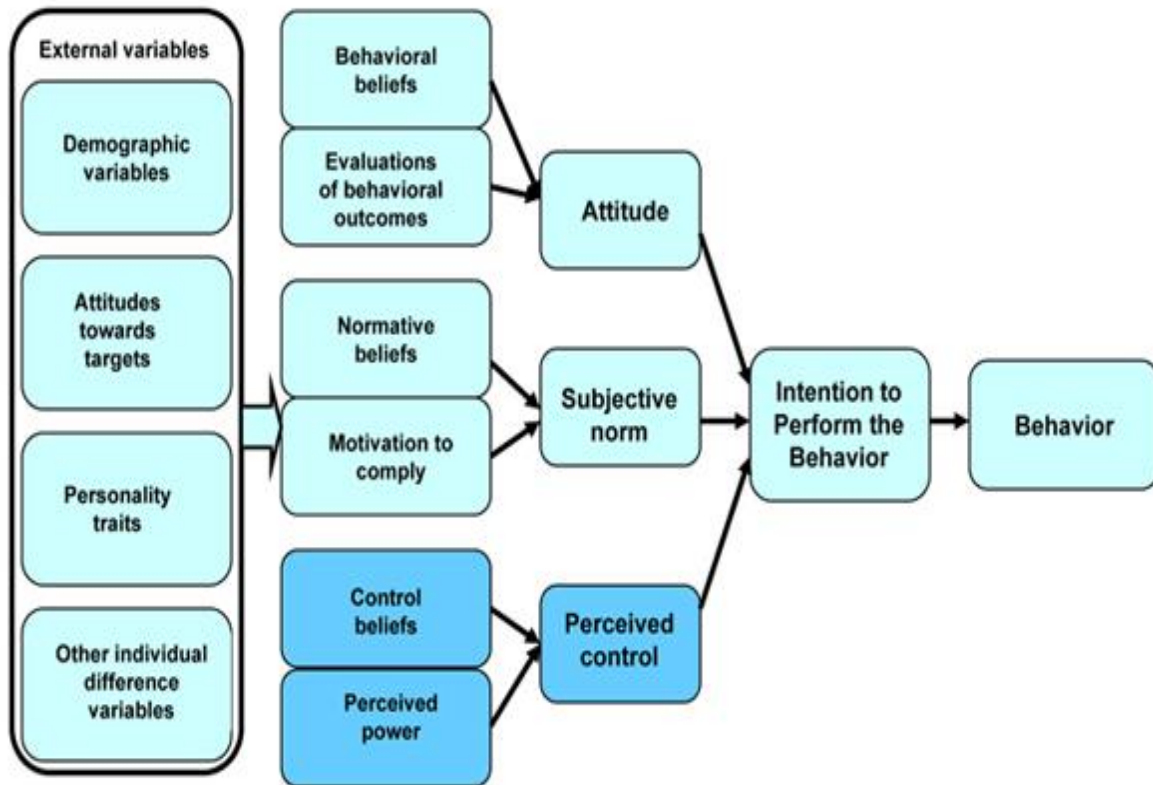 External variables
Demographic
variables
Attitudes
towards
targets
Personality
traits
Other individual
difference
variables
Behavioral
beliefs
Evaluations
of behavioral
outcomes
Normative
beliefs
Motivation to
comply
Control
beliefs
Perceived
power
Attitude
Subjective
norm
Perceived
control
Intention to
Perform the
Behavior
Behavior